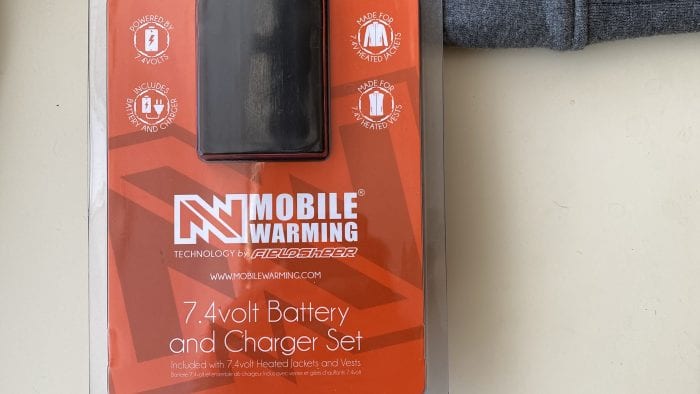 POWERED BY
7.4VOLTS
MADE FOR
7.4V HEATED JACKETS
INCLUDES
BATTERY AND CHARGER
MADE FOR
7.4V HEATED VESTS
MOBILE®
WARMING
TECHNOLOGY by FIELDSHEER
WWW.MOBILEWARMING.COM
7.4volt Battery
and Charger Set
Included with 7.4volt Heated Jackets and Vests